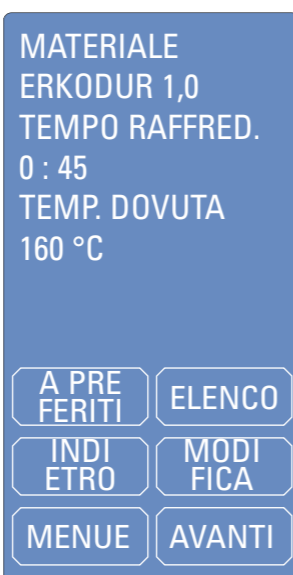 MATERIALE
ERKODUR 1,0
TEMPO RAFFRED.
0 : 45
TEMP. DOVUTA
160 °C
A PRE
FERITI
ELENCO
INDI
ETRO
MODI
FICA
MENUE
AVANTI